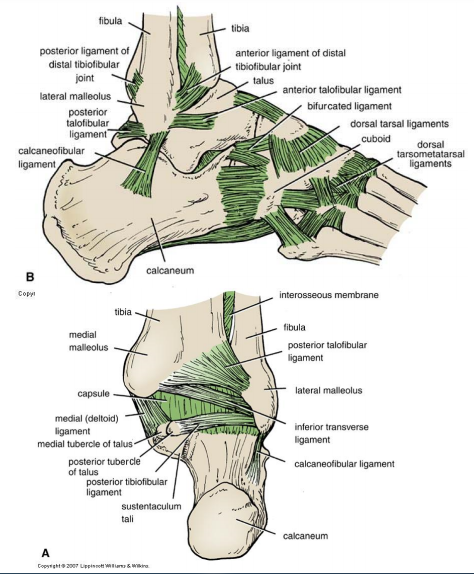 fibula
tibia
posterior ligament of
distal tibiofibular
joint
anterior ligament of distal
tibiofibular joint
talus
lateral malleolus
anterior talofibular ligament
posterior
talofibular
ligament
bifurcated ligament
dorsal tarsal ligaments
cuboid
calcaneofibular
ligament
dorsal
tarsometatarsal
ligaments
calcaneum
B
Copyr
interosseous membrane
tibia
fibula
medial
malleolus
posterior talofibular
ligament
capsule
lateral malleolus
medial (deltoid)
ligament
inferior transverse
ligament
medial tubercle of talus
posterior tubercle
of talus
calcaneofibular ligament
posterior tibiofibular
ligament
sustentaculum
tali
calcaneum
A
Copyright © 2007 Lippincott Williams & Wilkins.